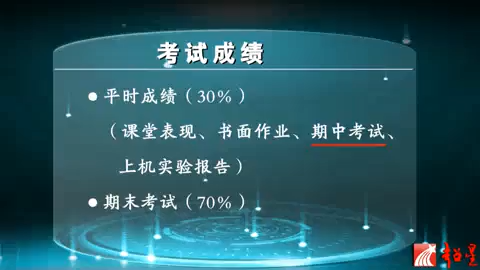 考试成绩
●平时成绩（30%）
（课堂表现、书面作业、期中考试、
上机实验报告）
●期末考试（70%）